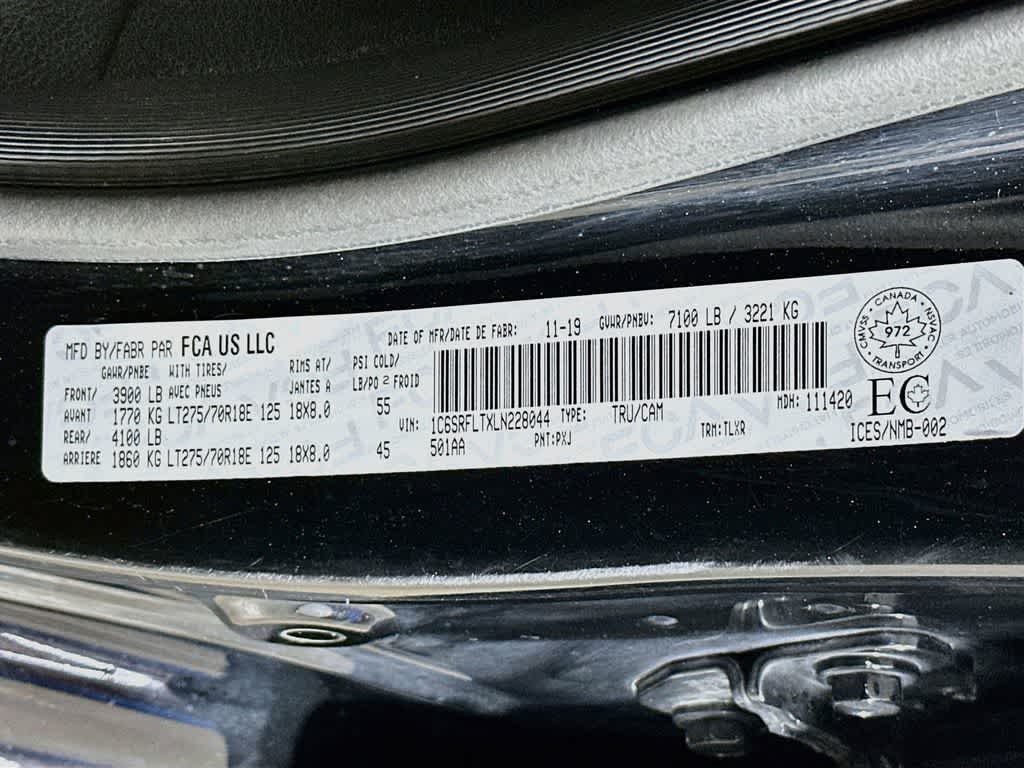 MFD BY/FABR PAR FCA US LLC
DATE OF MFR/DATE DE FABR: 11-19 GVWR/PNBV: 7100 LB / 3221 KG
GAWR/PNBE WITH TIRES/ RIMS AT/ PSI COLD/
FRONT/ 3900 LB AVEC PNEUS JANTES A LB/PO2 FROID
AVANT 1770 KG LT275/70R18E 125 18X8.0 55
REAR/ 4100 LB
ARRIERE 1860 KG LT275/70R18E 125 18X8.0 45
VIN: 1C6SRFLTXLN228044 TYPE: TRU/CAM MDH: 111420
501AA PNT:PXJ TRM:TLXR
CANADA
CMVSS 972 NSVAC
TRANSPORT
EC
ICES/NMB-002